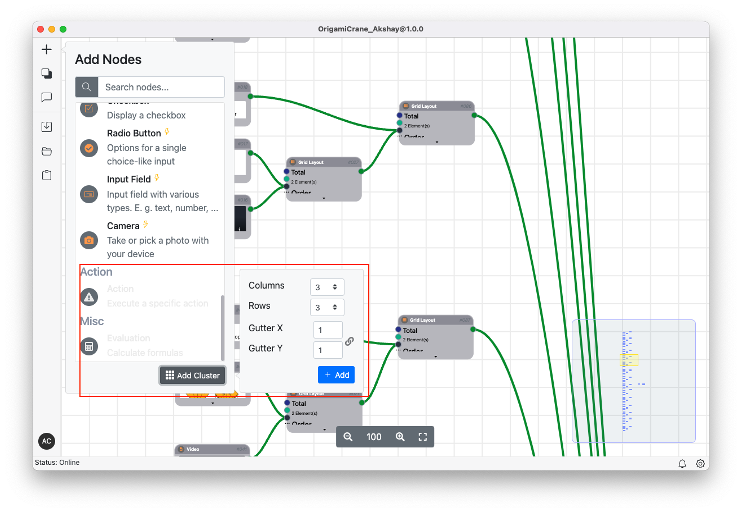 OrigamiCrane_Akshay@1.0.0
Add Nodes
Search nodes...
Checkbox
Display a checkbox
Radio Button
Options for a single
choice-like input
Input Field
Input field with various
types. E. g. text, number, ...
Camera
Take or pick a photo with
your device
Action
Action
Execute a specific action
Misc
Evaluation
Calculate formulas
Add Cluster
Columns
3
Rows
3
Gutter X
1
Gutter Y
1
+ Add
Grid Layout
Total
2 Element(s)
Order
Grid Layout
Total
2 Element(s)
Order
Grid Layout
Total
2 Element(s)
Order
Total
2 Element(s)
Order
Video
100
AC
Status: Online